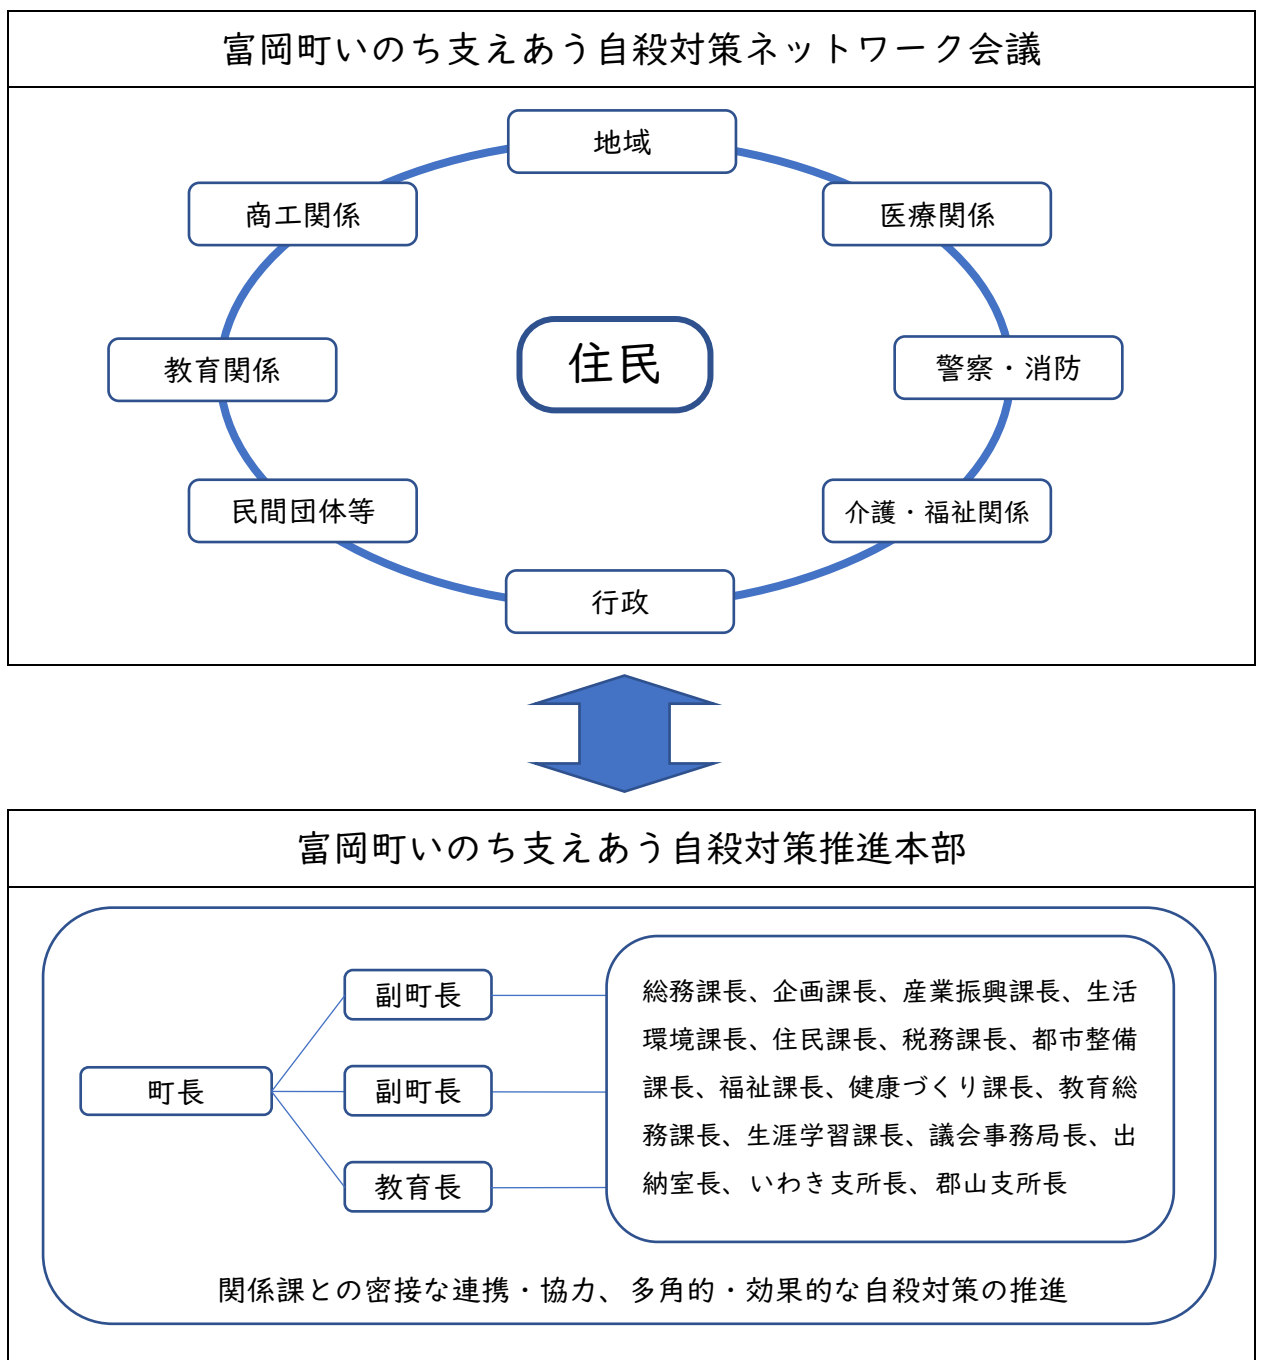 富岡町いのち支えあう自殺対策ネットワーク会議
地域
商工関係
医療関係
住民
教育関係
警察・消防
民間団体等
介護・福祉関係
行政
富岡町いのち支えあう自殺対策推進本部
町長
副町長
副町長
教育長
総務課長、企画課長、産業振興課長、生活
環境課長、住民課長、税務課長、都市整備
課長、福祉課長、健康づくり課長、教育総
務課長、生涯学習課長、議会事務局長、出
納室長、いわき支所長、郡山支所長
関係課との密接な連携・協力、多角的・効果的な自殺対策の推進